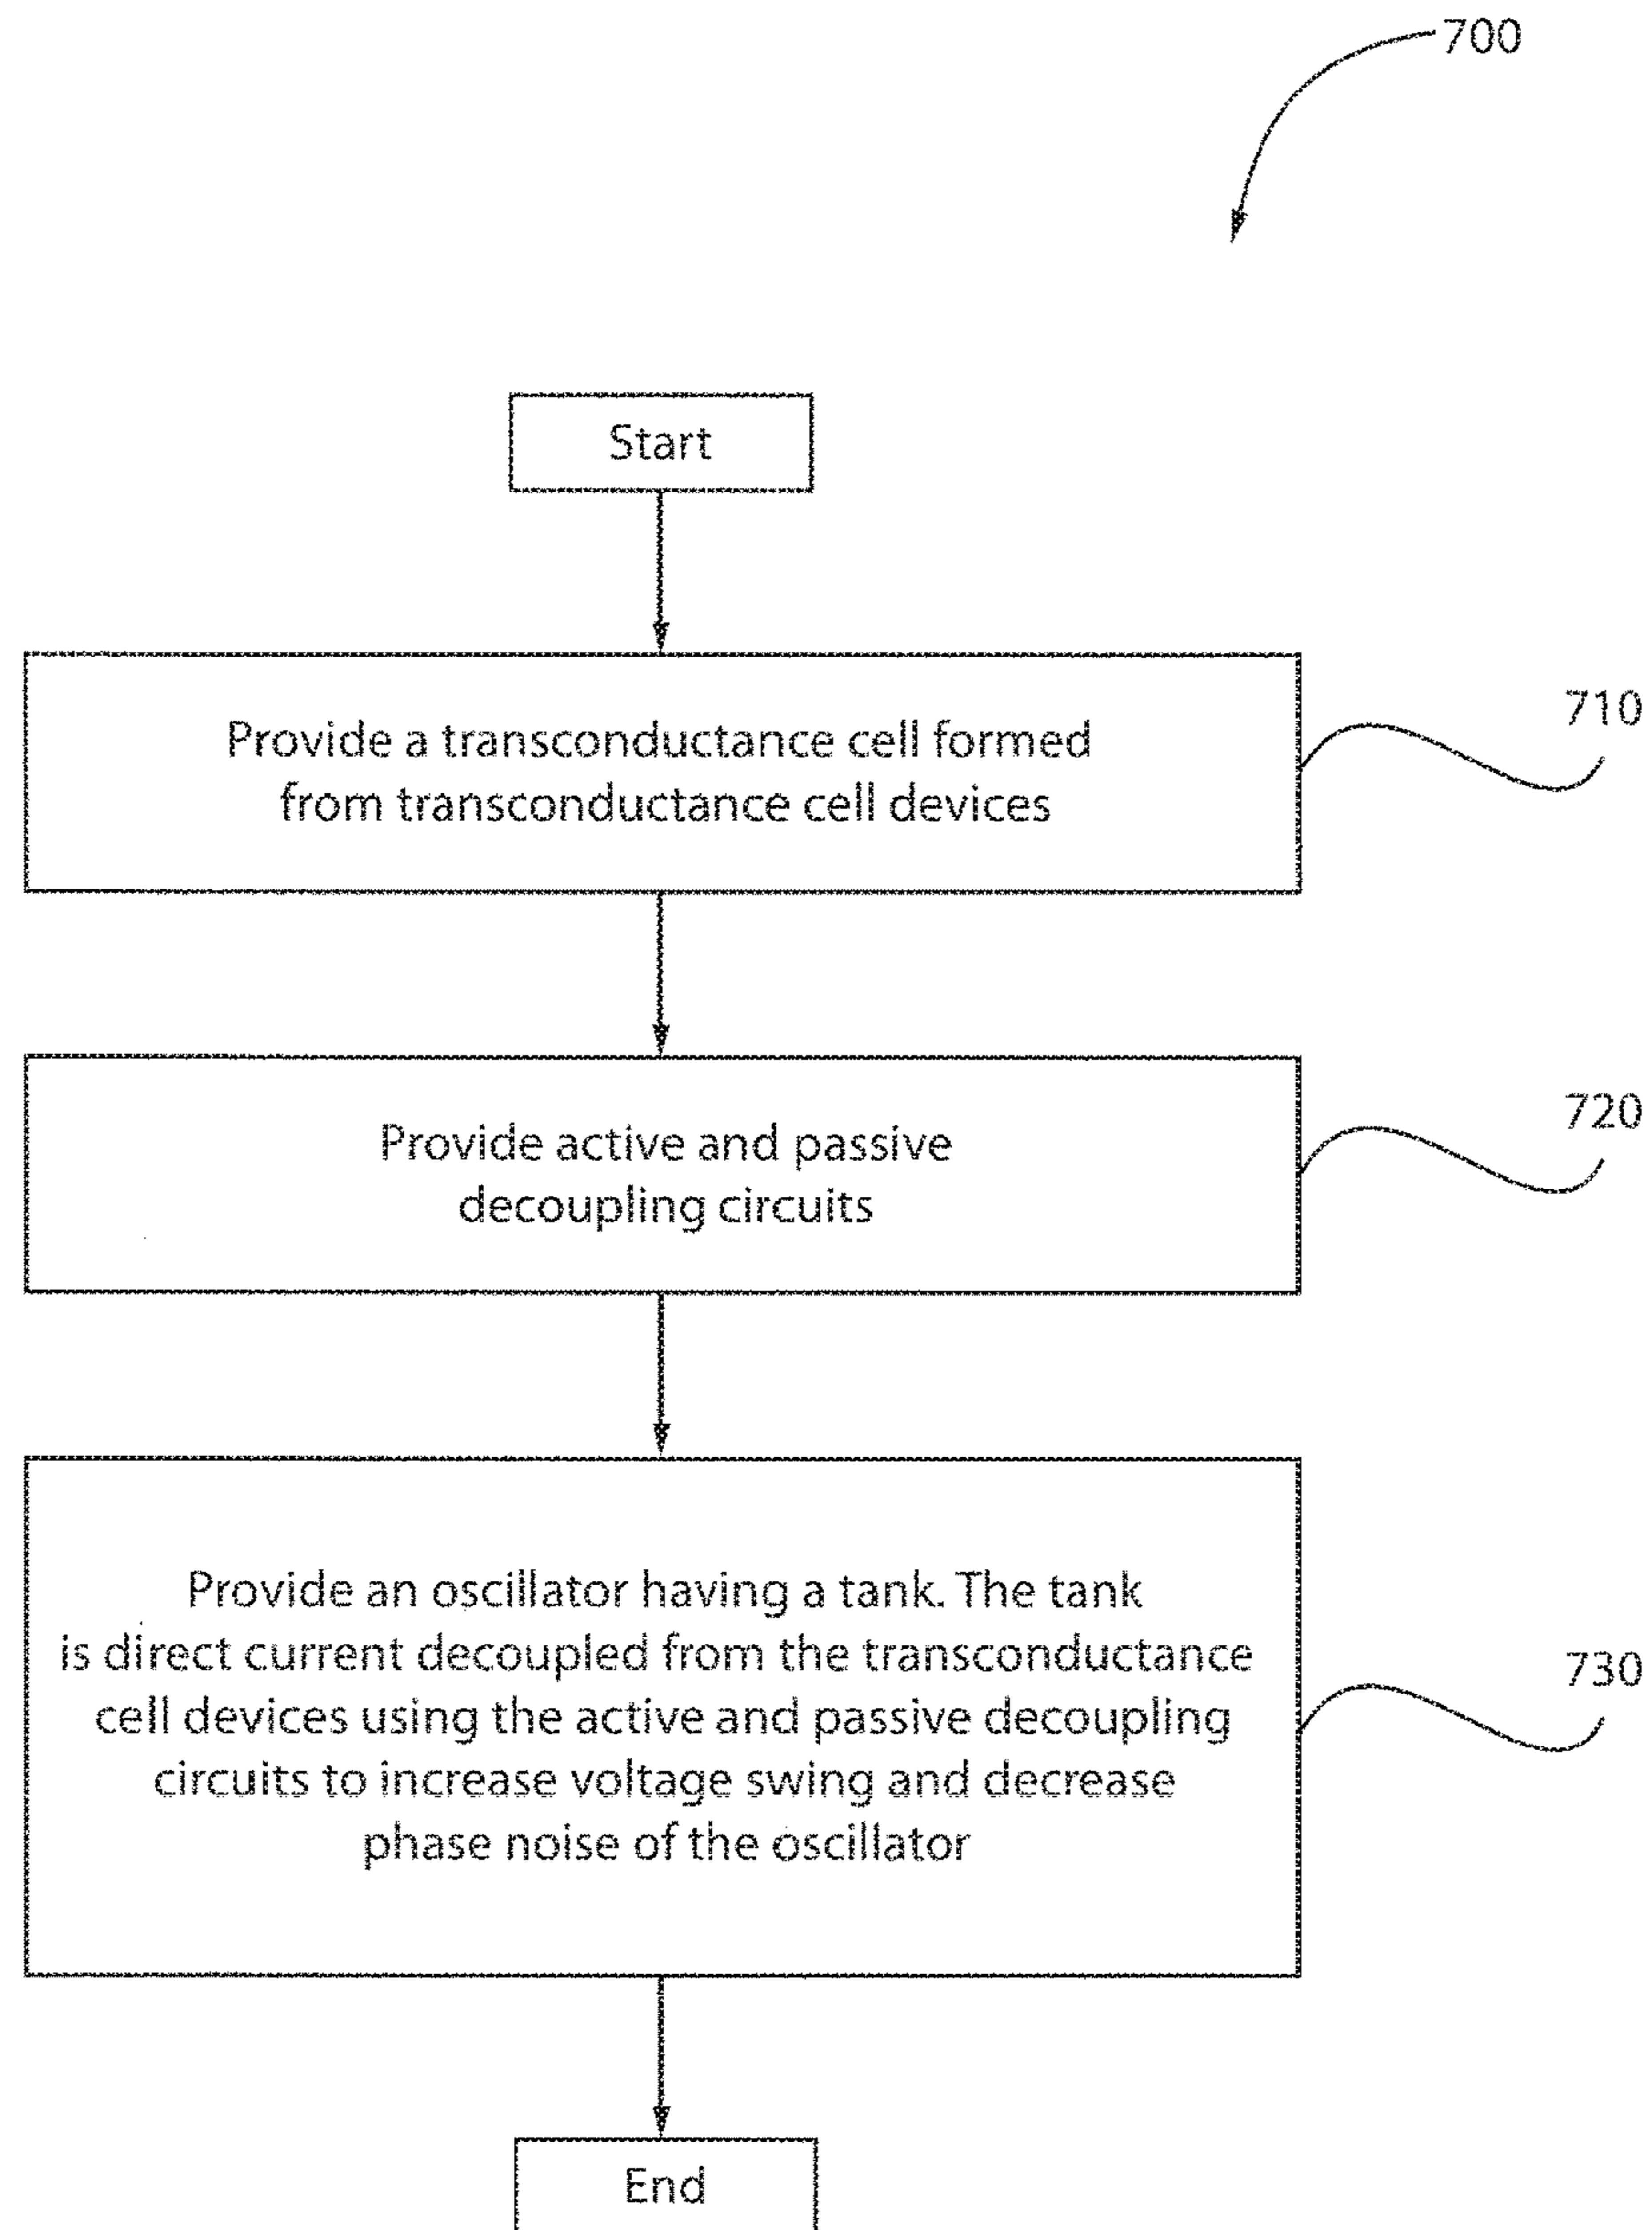 700
Start
Provide a transconductance cell formed
from transconductance cell devices
710
Provide active and passive
decoupling circuits
720
Provide an oscillator having a tank. The tank
is direct current decoupled from the transconductance
cell devices using the active and passive decoupling
circuits to increase voltage swing and decrease
phase noise of the oscillator
730
End